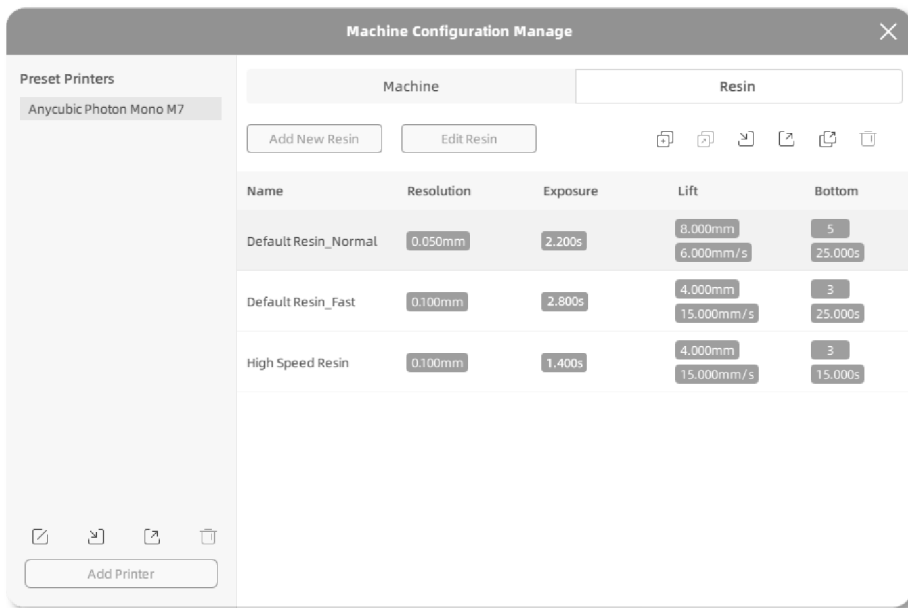 Machine Configuration Manage
Preset Printers
Anycubic Photon Mono M7
Machine
Resin
Add New Resin
Edit Resin
Name Resolution Exposure Lift Bottom
Default Resin_Normal 0.050mm 2.200s 8.000mm 5
6.000mm/s 25.000s
Default Resin_Fast 0.100mm 2.800s 4.000mm 3
15.000mm/s 25.000s
High Speed Resin 0.100mm 1.400s 4.000mm 3
15.000mm/s 15.000s
Add Printer